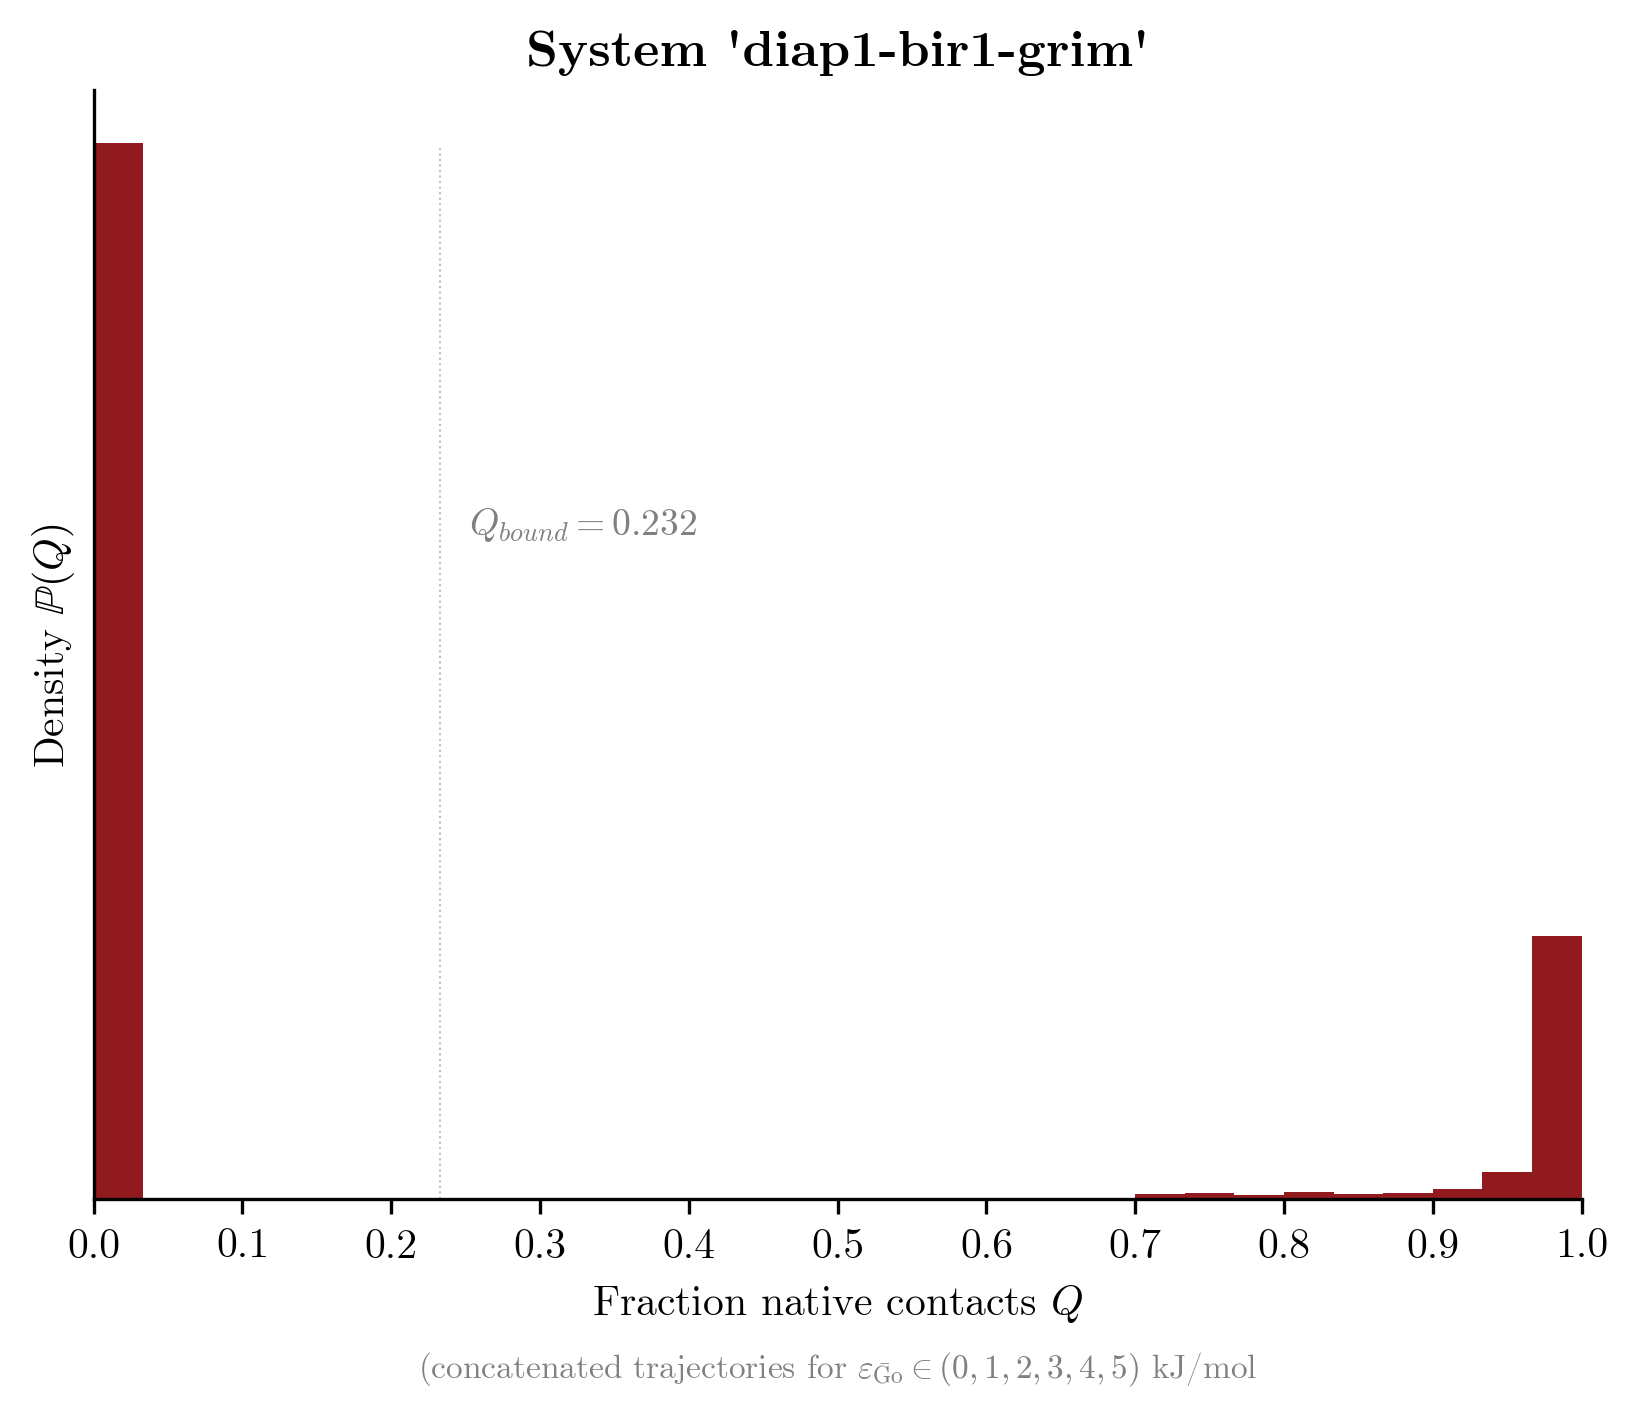 System 'diap1-bir1-grim'
Density ℙ(Q)
Q_bound = 0.232
0.0 0.1 0.2 0.3 0.4 0.5 0.6 0.7 0.8 0.9 1.0
Fraction native contacts Q
(concatenated trajectories for ε_Ḡo ∈ (0, 1, 2, 3, 4, 5) kJ/mol